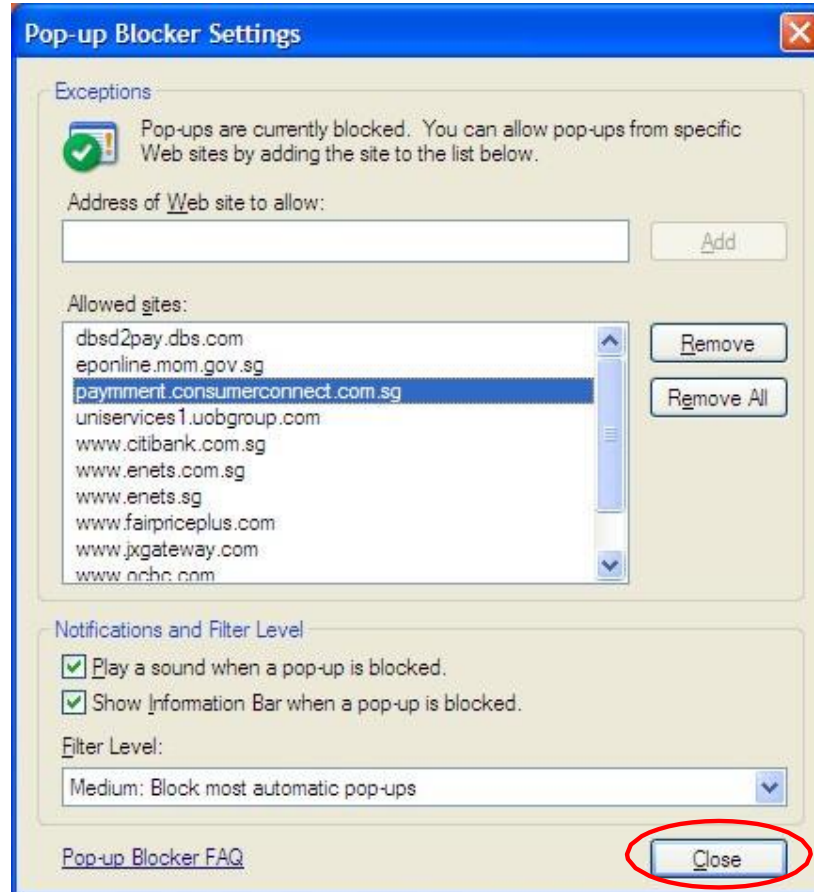 Pop-up Blocker Settings
Exceptions
Pop-ups are currently blocked. You can allow pop-ups from specific
Web sites by adding the site to the list below.
Address of Web site to allow:
Add
Allowed sites:
dbsd2pay.dbs.com
eponline.mom.gov.sg
paymment.consumerconnect.com.sg
uniservices1.uobgroup.com
www.citibank.com.sg
www.enets.com.sg
www.enets.sg
www.fairpriceplus.com
www.jxgateway.com
www.ocbc.com
Remove
Remove All
Notifications and Filter Level
Play a sound when a pop-up is blocked.
Show Information Bar when a pop-up is blocked.
Filter Level:
Medium: Block most automatic pop-ups
Pop-up Blocker FAQ
Close